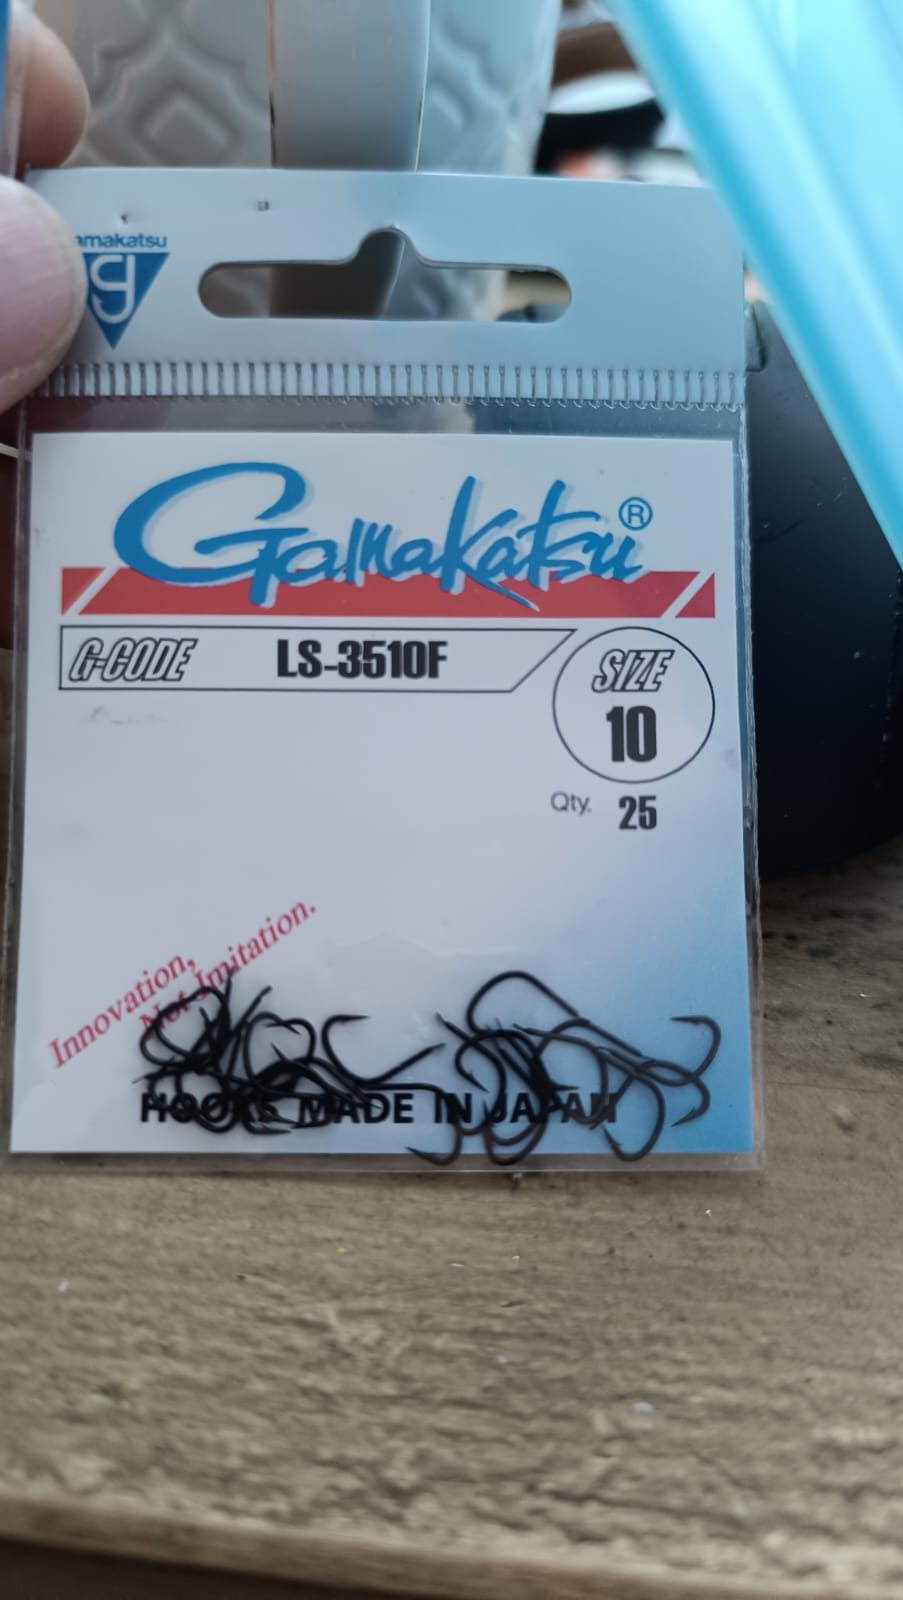 amakatsu
Gamakatsu®
G-CODE LS-3510F
SIZE
10
Qty. 25
Innovation,
Not Imitation.
HOOKS MADE IN JAPAN